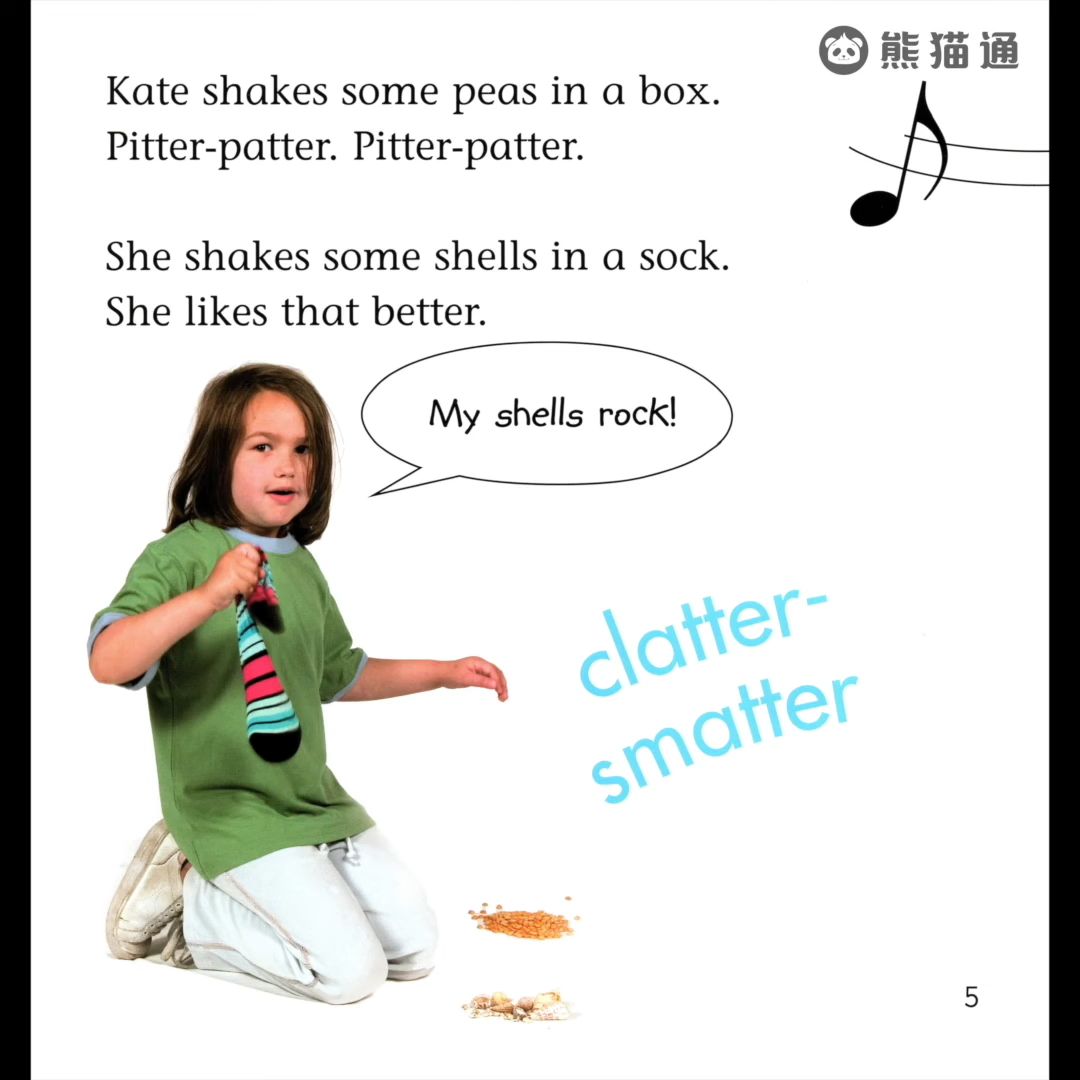 熊猫通
Kate shakes some peas in a box.
Pitter-patter. Pitter-patter.
She shakes some shells in a sock.
She likes that better.
My shells rock!
clatter-
smatter
5